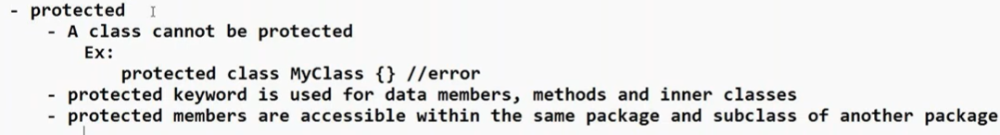 - protected
- A class cannot be protected
Ex:
protected class MyClass {} //error
- protected keyword is used for data members, methods and inner classes
- protected members are accessible within the same package and subclass of another package